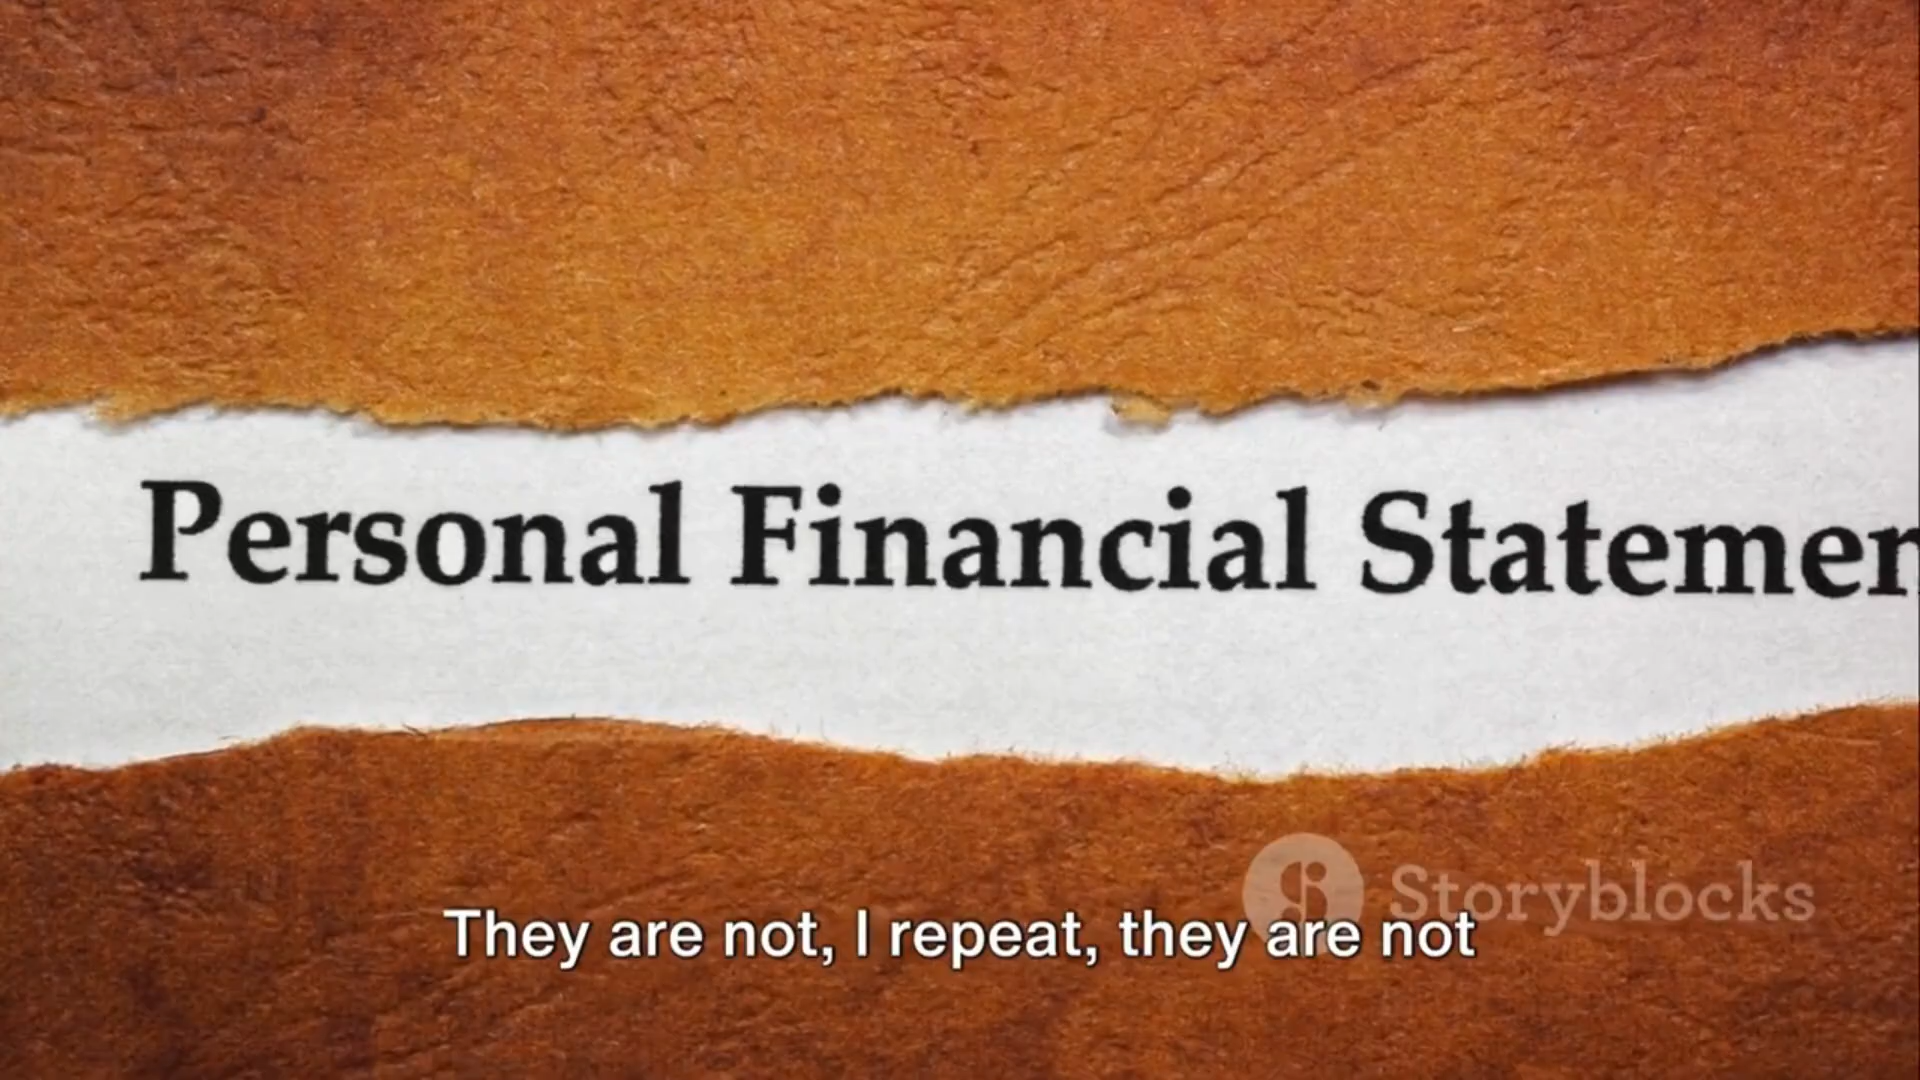 Personal Financial Statemen
Storyblocks
They are not, I repeat, they are not